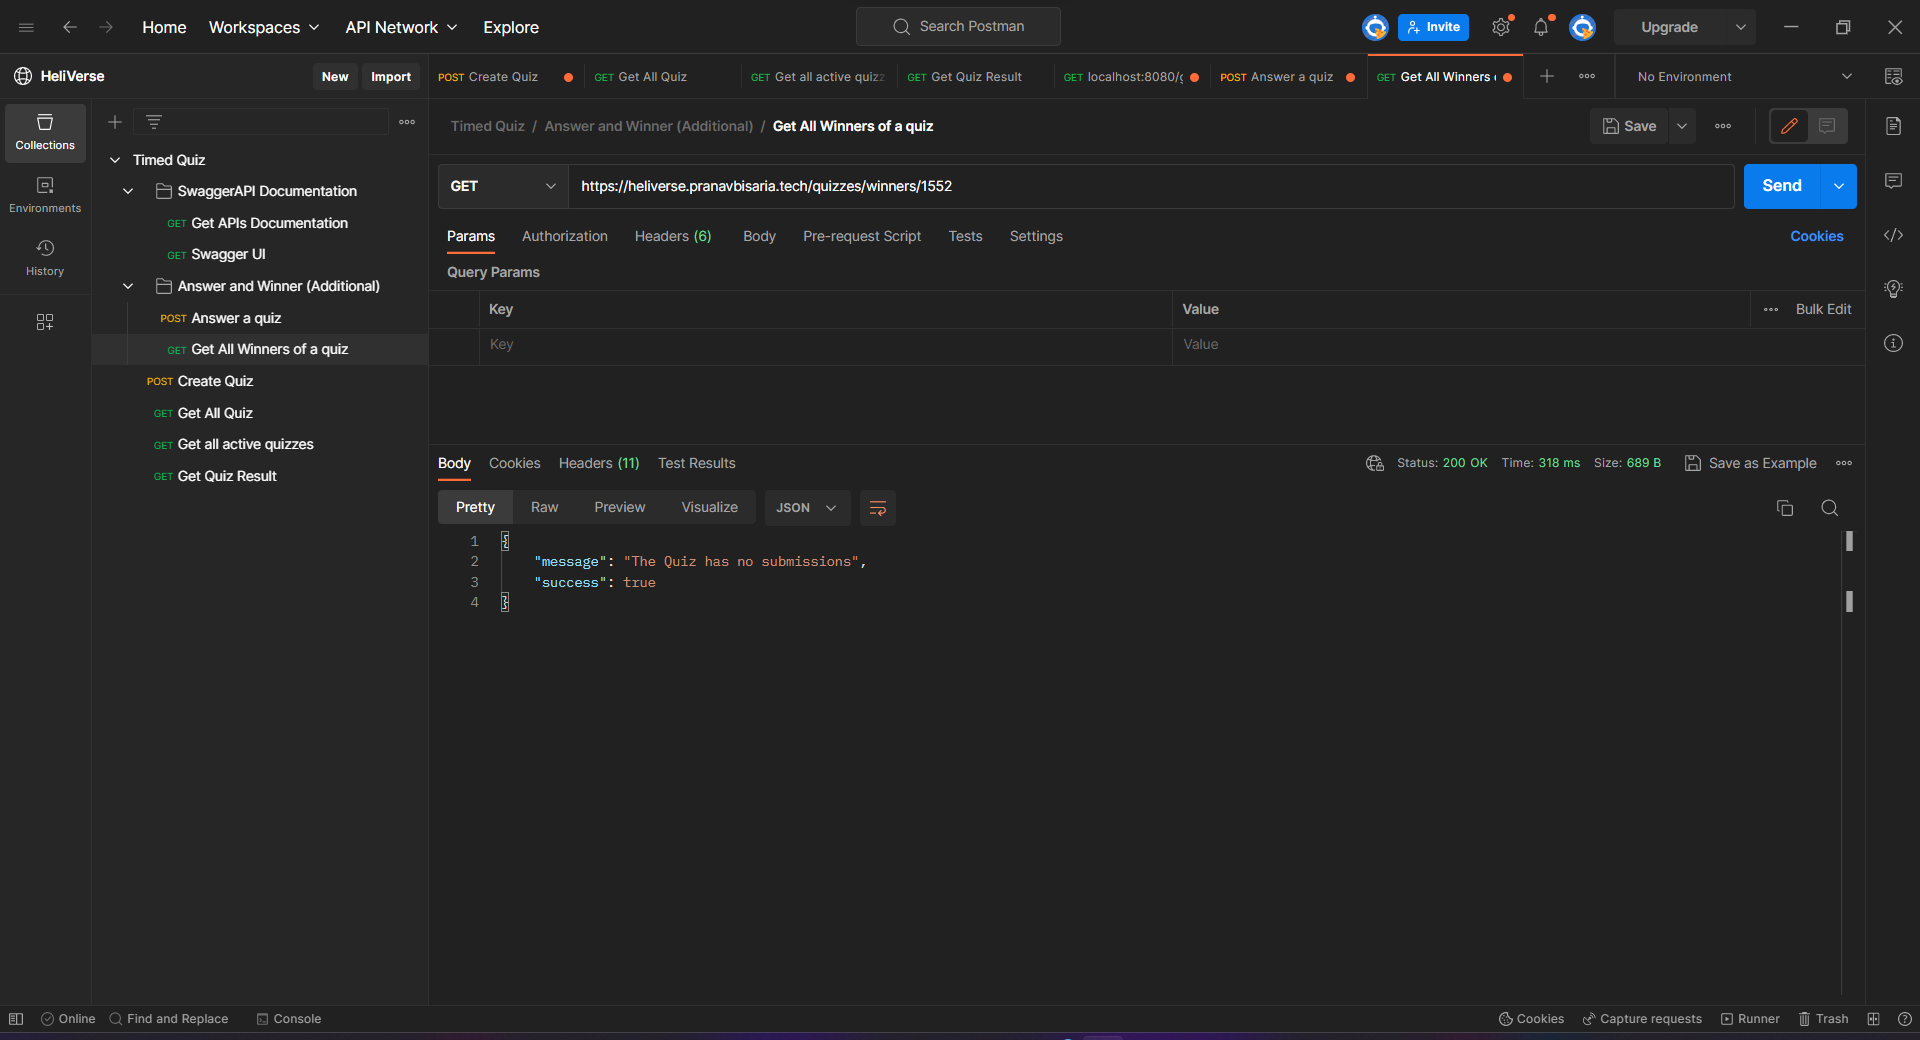 Home Workspaces API Network Explore Search Postman Invite Upgrade
HeliVerse New Import
POST Create Quiz GET Get All Quiz GET Get all active quizz GET Get Quiz Result GET localhost:8080/g POST Answer a quiz GET Get All Winners No Environment
Collections
Environments
History
Timed Quiz
SwaggerAPI Documentation
GET Get APIs Documentation
GET Swagger UI
Answer and Winner (Additional)
POST Answer a quiz
GET Get All Winners of a quiz
POST Create Quiz
GET Get All Quiz
GET Get all active quizzes
GET Get Quiz Result
Timed Quiz / Answer and Winner (Additional) / Get All Winners of a quiz Save
GET https://heliverse.pranavbisaria.tech/quizzes/winners/1552 Send
Params Authorization Headers (6) Body Pre-request Script Tests Settings Cookies
Query Params
Key Value Bulk Edit
Key Value
Body Cookies Headers (11) Test Results Status: 200 OK Time: 318 ms Size: 689 B Save as Example
Pretty Raw Preview Visualize JSON
1 {
2 "message": "The Quiz has no submissions",
3 "success": true
4 }
Online Find and Replace Console Cookies Capture requests Runner Trash